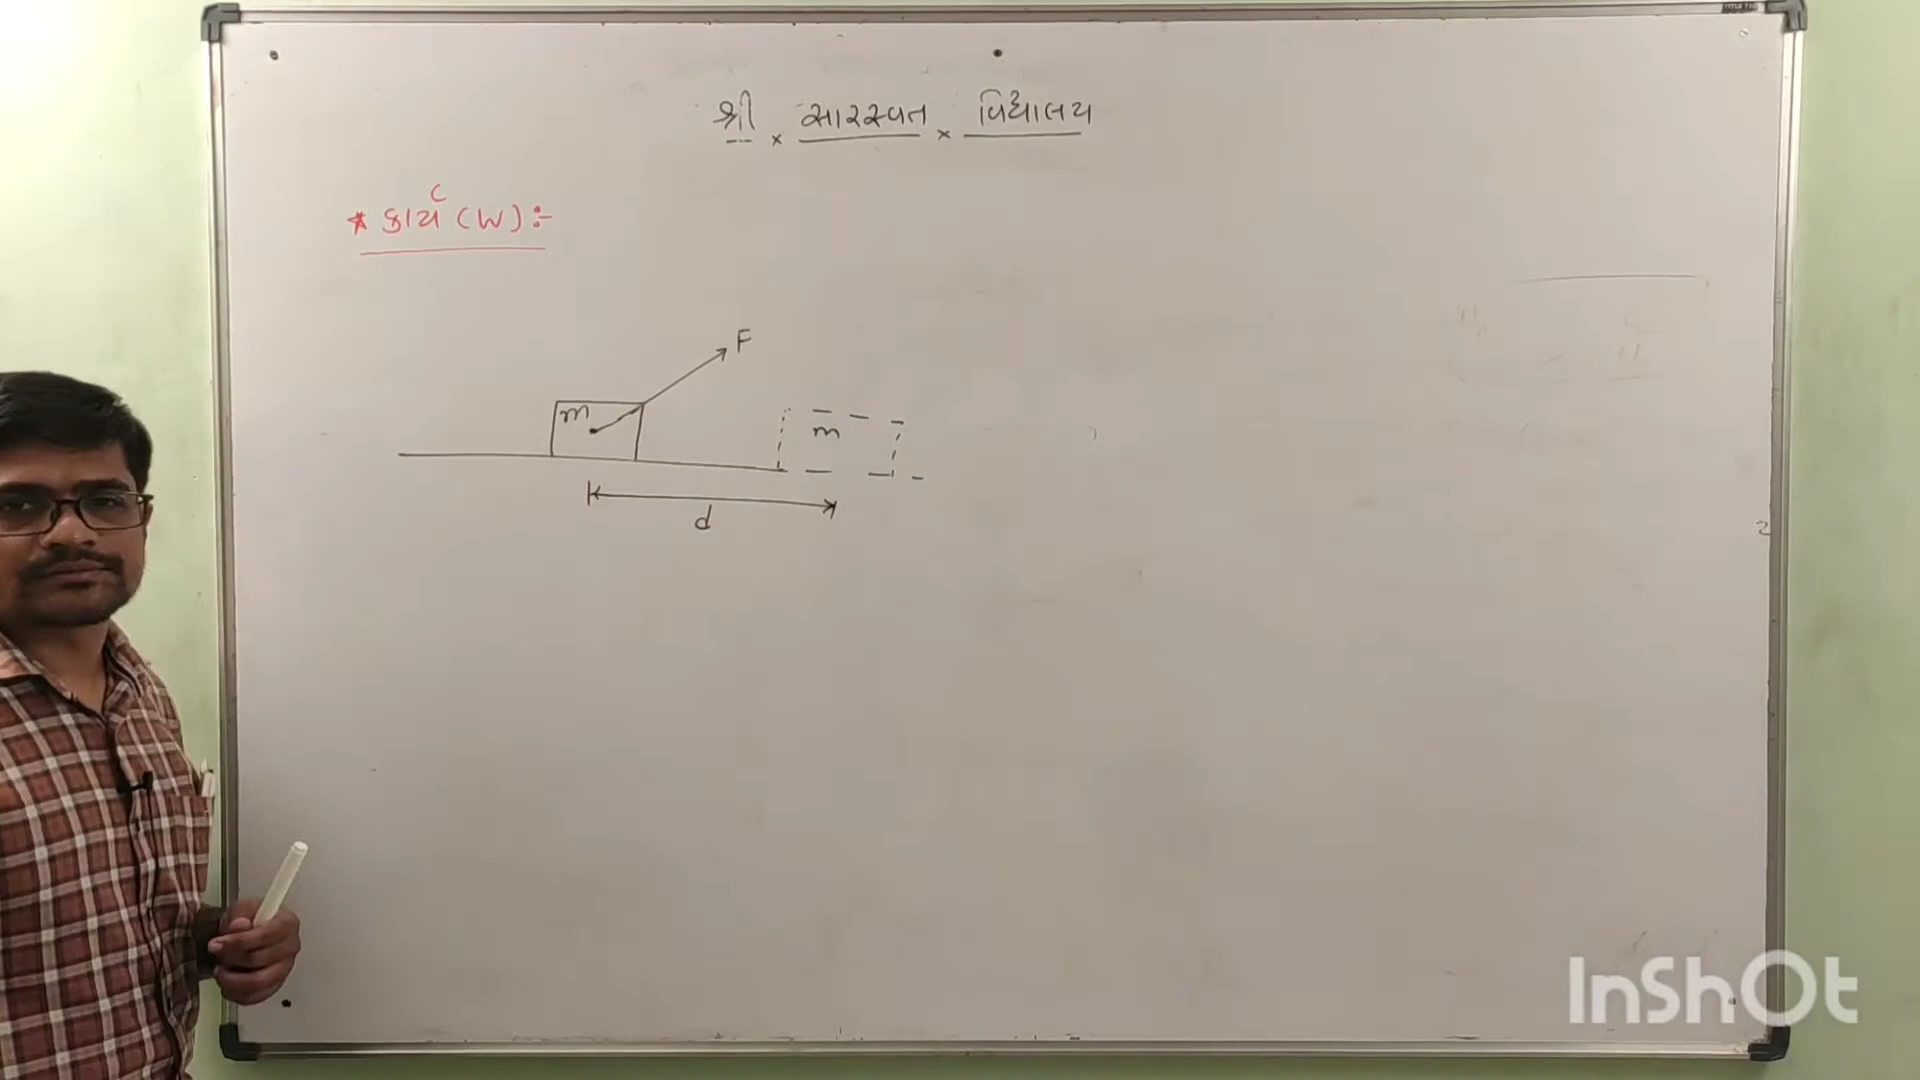 શ્રી × સારસ્વત × વિદ્યાલય
* કાર્ય (W) :-
F
m
m
d
InShOt